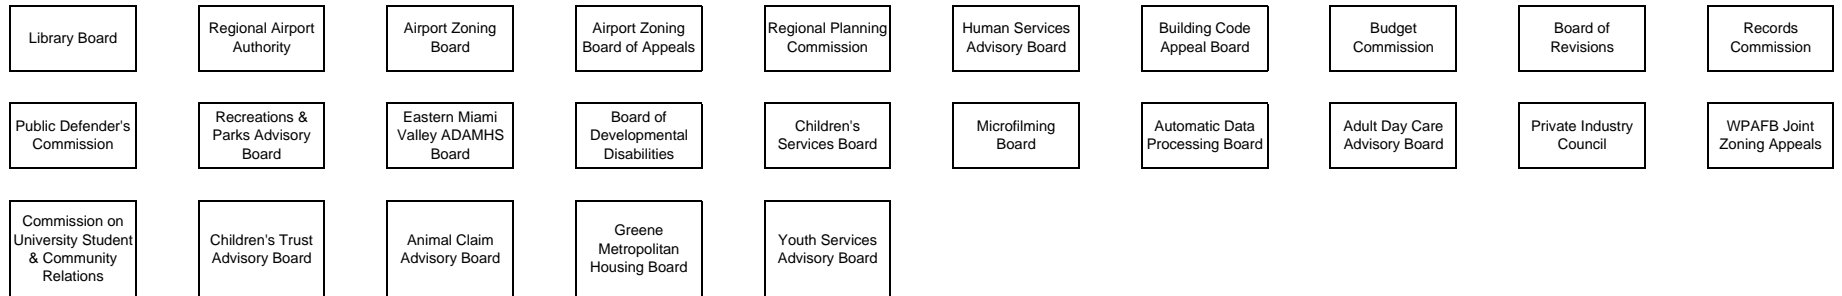 Library Board
Regional Airport
Authority
Airport Zoning
Board
Airport Zoning
Board of Appeals
Regional Planning
Commission
Human Services
Advisory Board
Building Code
Appeal Board
Budget
Commission
Board of
Revisions
Records
Commission
Public Defender's
Commission
Recreations &
Parks Advisory
Board
Eastern Miami
Valley ADAMHS
Board
Board of
Developmental
Disabilities
Children's
Services Board
Microfilming
Board
Automatic Data
Processing Board
Adult Day Care
Advisory Board
Private Industry
Council
WPAFB Joint
Zoning Appeals
Commission on
University Student
& Community
Relations
Children's Trust
Advisory Board
Animal Claim
Advisory Board
Greene
Metropolitan
Housing Board
Youth Services
Advisory Board